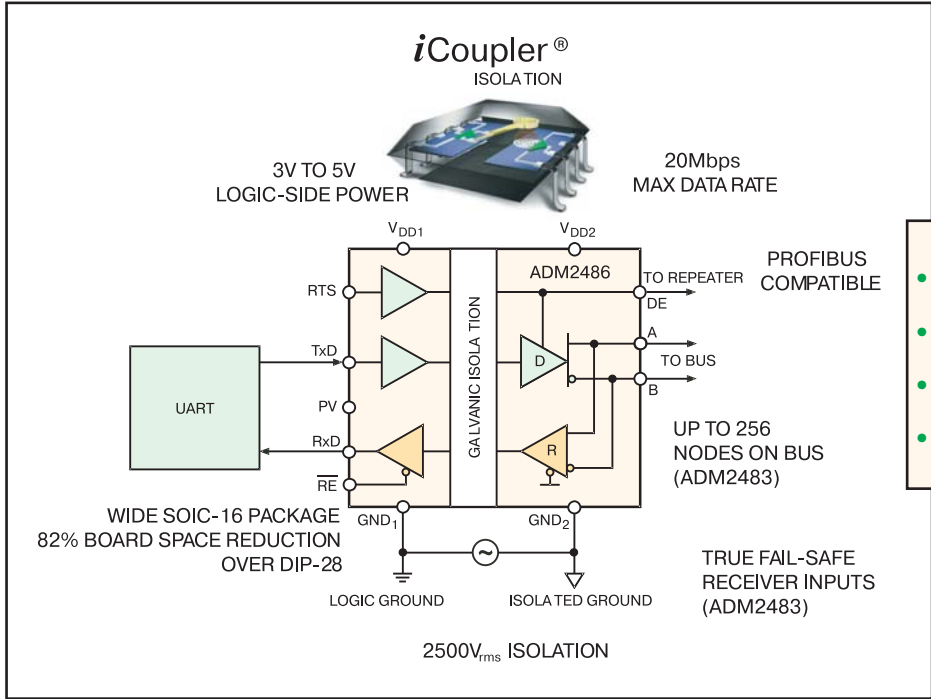 iCoupler®
ISOLATION
3V TO 5V
LOGIC-SIDE POWER
20Mbps
MAX DATA RATE
VDD1
VDD2
ADM2486
PROFIBUS
COMPATIBLE
RTS
TO REPEATER
DE
TxD
D
A
TO BUS
B
UART
PV
GALVANIC ISOLATION
RxD
R
RE
UP TO 256
NODES ON BUS
(ADM2483)
GND1
GND2
WIDE SOIC-16 PACKAGE
82% BOARD SPACE REDUCTION
OVER DIP-28
~
LOGIC GROUND
ISOLATED GROUND
TRUE FAIL-SAFE
RECEIVER INPUTS
(ADM2483)
2500Vrms ISOLATION